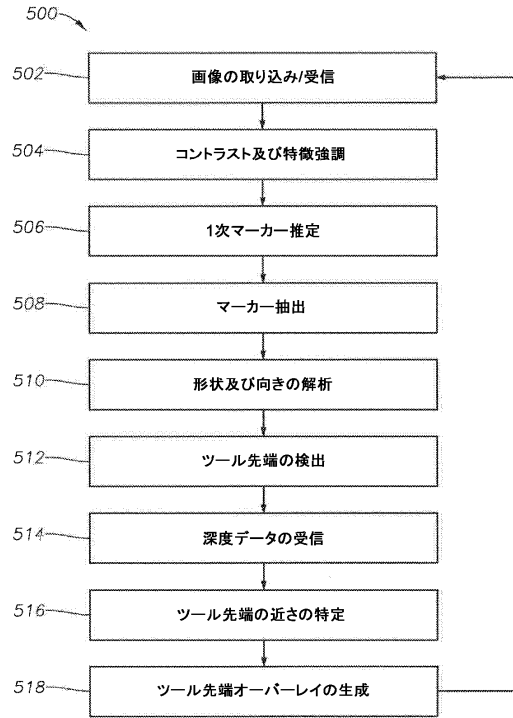 500
502 画像の取り込み/受信
504 コントラスト及び特徴強調
506 1次マーカー推定
508 マーカー抽出
510 形状及び向きの解析
512 ツール先端の検出
514 深度データの受信
516 ツール先端の近さの特定
518 ツール先端オーバーレイの生成